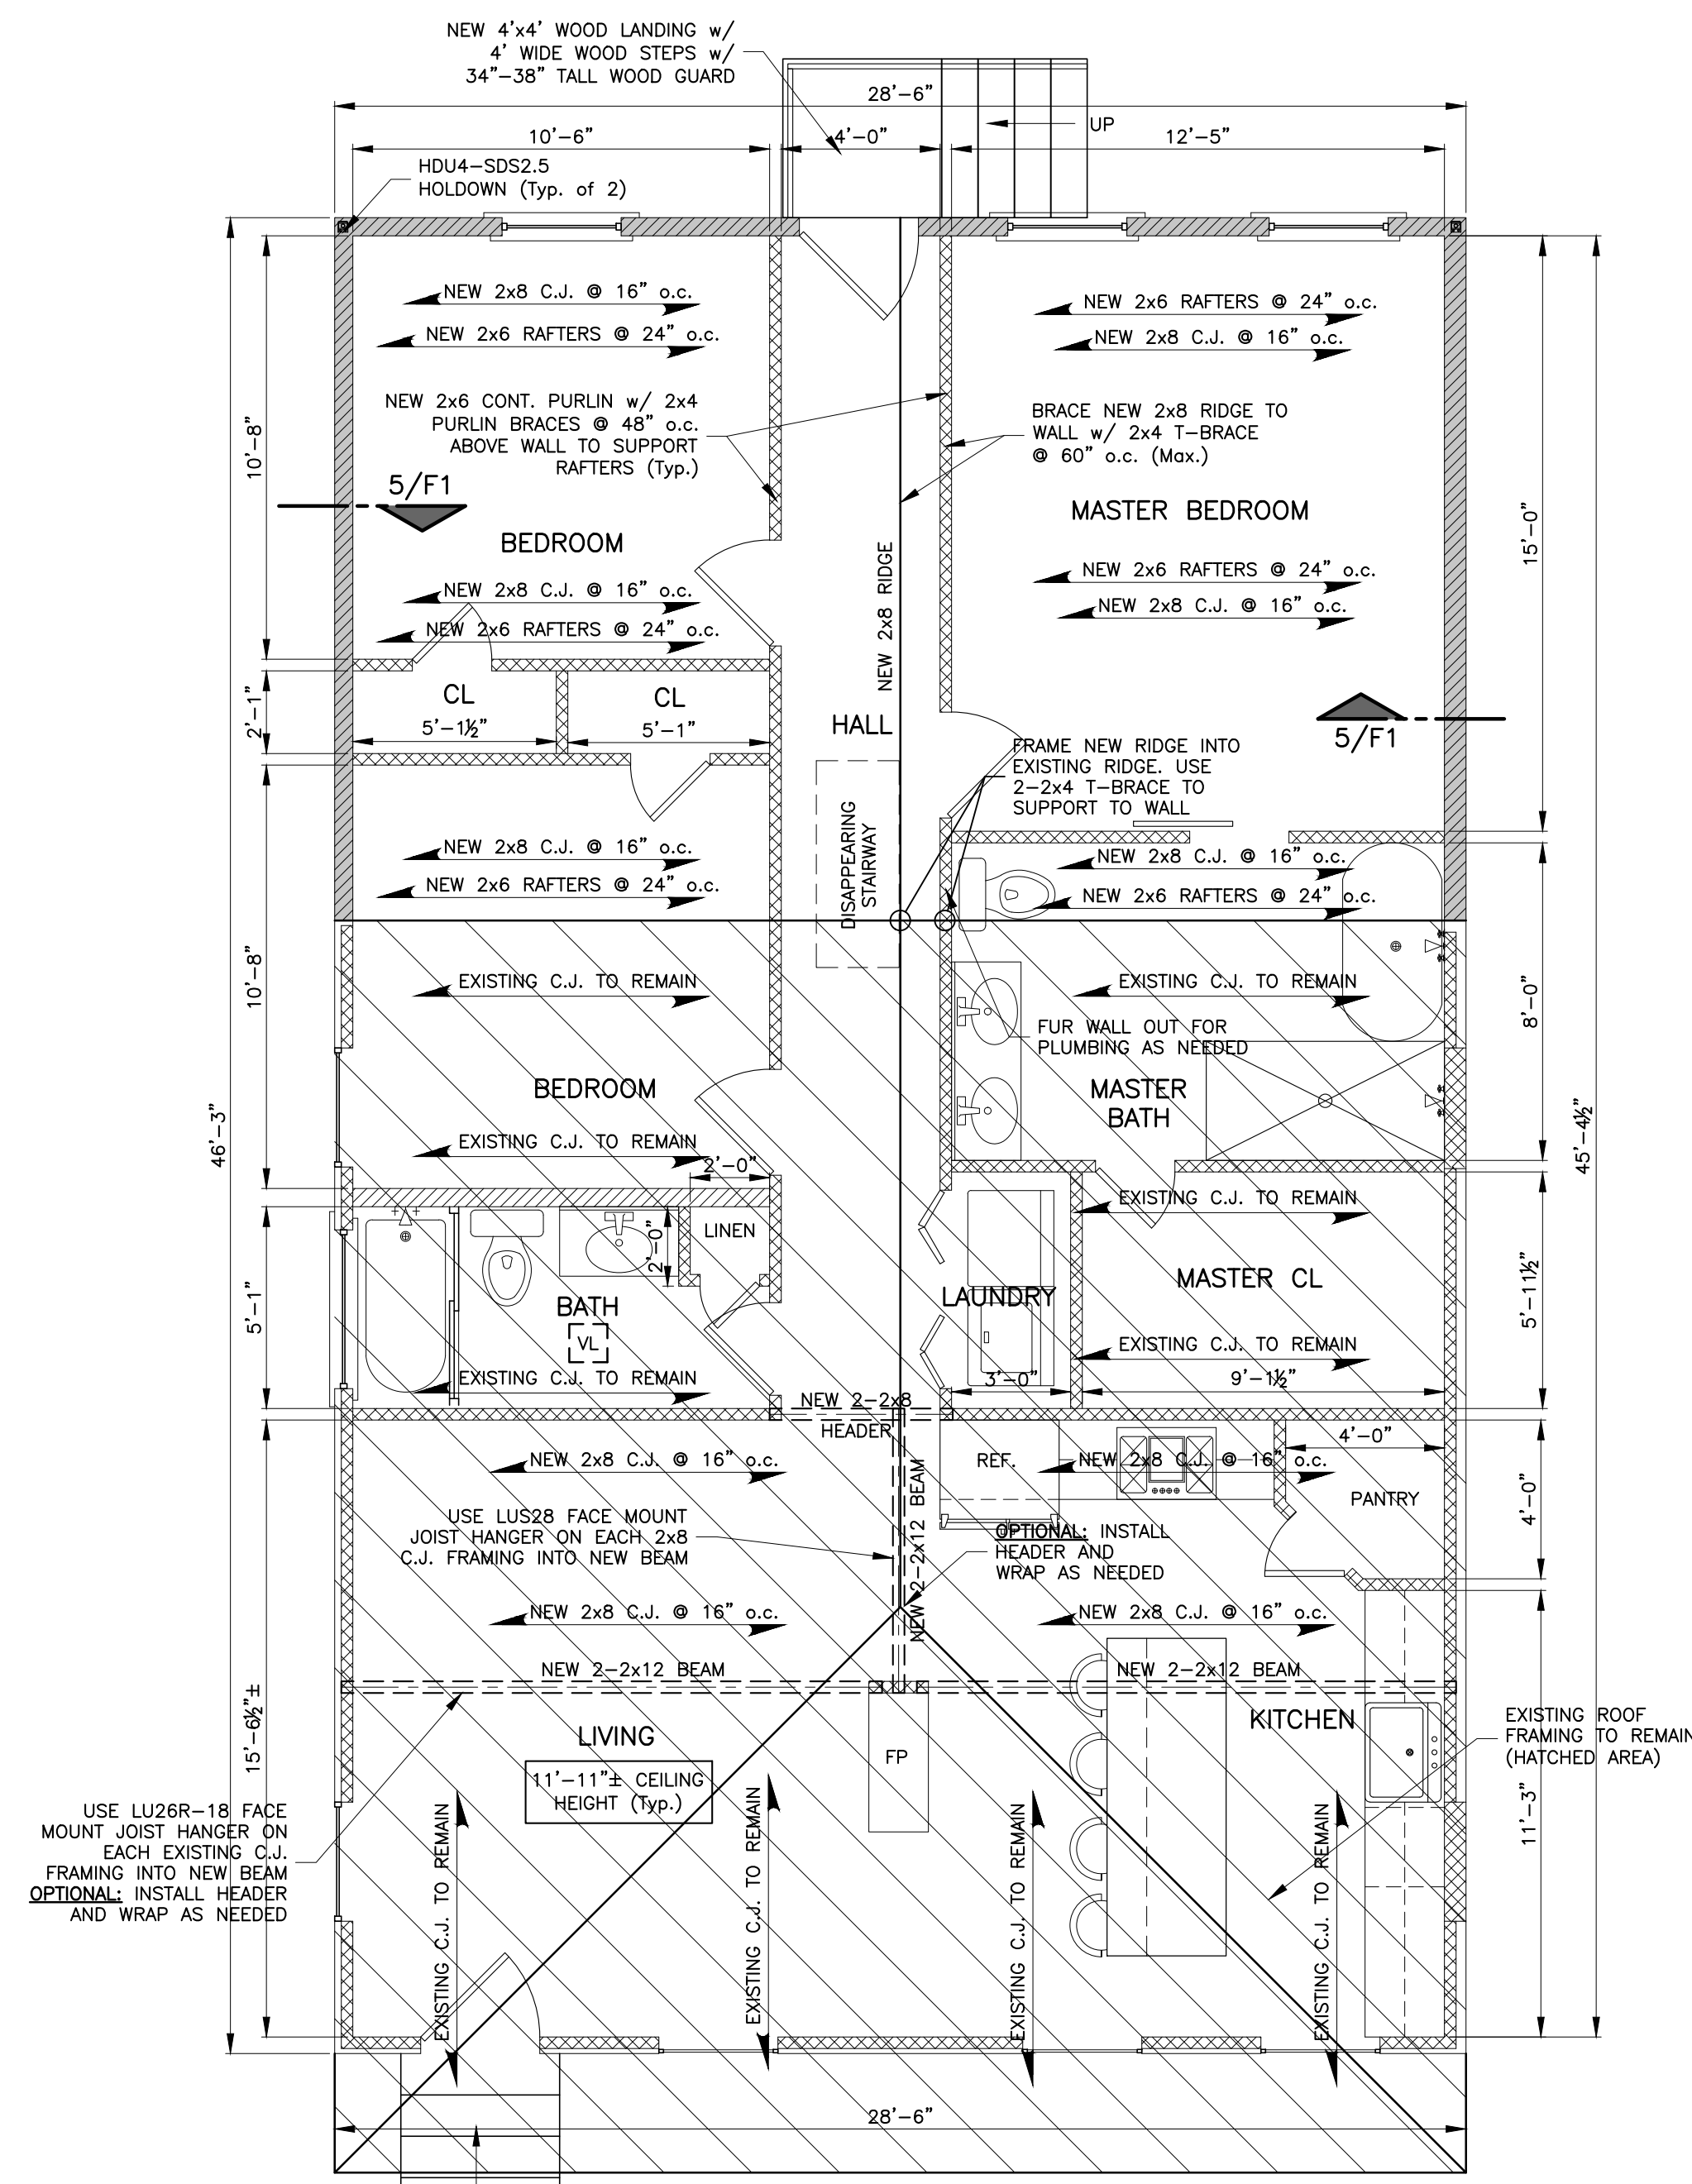 NEW 4'x4' WOOD LANDING w/
4' WIDE WOOD STEPS w/
34"-38" TALL WOOD GUARD
28'-6"
UP
10'-6"
4'-0"
12'-5"
HDU4-SDS2.5
HOLDOWN (Typ. of 2)
NEW 2x8 C.J. @ 16" o.c.
NEW 2x6 RAFTERS @ 24" o.c.
NEW 2x6 RAFTERS @ 24" o.c.
NEW 2x8 C.J. @ 16" o.c.
NEW 2x6 CONT. PURLIN w/ 2x4
PURLIN BRACES @ 48" o.c.
ABOVE WALL TO SUPPORT
RAFTERS (Typ.)
BRACE NEW 2x8 RIDGE TO
WALL w/ 2x4 T-BRACE
@ 60" o.c. (Max.)
10'-8"
5/F1
BEDROOM
MASTER BEDROOM
15'-0"
NEW 2x8 RIDGE
NEW 2x8 C.J. @ 16" o.c.
NEW 2x6 RAFTERS @ 24" o.c.
NEW 2x6 RAFTERS @ 24" o.c.
NEW 2x8 C.J. @ 16" o.c.
2'-1"
CL
5'-1½"
CL
5'-1"
HALL
5/F1
FRAME NEW RIDGE INTO
EXISTING RIDGE. USE
2-2x4 T-BRACE TO
SUPPORT TO WALL
DISAPPEARING
STAIRWAY
NEW 2x8 C.J. @ 16" o.c.
NEW 2x6 RAFTERS @ 24" o.c.
NEW 2x8 C.J. @ 16" o.c.
NEW 2x6 RAFTERS @ 24" o.c.
10'-8"
EXISTING C.J. TO REMAIN
EXISTING C.J. TO REMAIN
8'-0"
FUR WALL OUT FOR
PLUMBING AS NEEDED
BEDROOM
MASTER
BATH
46'-3"
45'-4½"
EXISTING C.J. TO REMAIN
2'-0"
EXISTING C.J. TO REMAIN
LINEN
2'-0"
5'-1"
BATH
VL
LAUNDRY
MASTER CL
5'-11½"
EXISTING C.J. TO REMAIN
EXISTING C.J. TO REMAIN
3'-0"
9'-1½"
NEW 2-2x8
HEADER
4'-0"
NEW 2x8 C.J. @ 16" o.c.
REF.
NEW 2x8 C.J. @ 16" o.c.
PANTRY
4'-0"
NEW 2-2x12 BEAM
USE LUS28 FACE MOUNT
JOIST HANGER ON EACH 2x8
C.J. FRAMING INTO NEW BEAM
OPTIONAL: INSTALL
HEADER AND
WRAP AS NEEDED
NEW 2x8 C.J. @ 16" o.c.
NEW 2x8 C.J. @ 16" o.c.
NEW 2-2x12 BEAM
NEW 2-2x12 BEAM
15'-6½"±
LIVING
11'-11"± CEILING
HEIGHT (Typ.)
FP
KITCHEN
EXISTING ROOF
FRAMING TO REMAIN
(HATCHED AREA)
11'-3"
USE LU26R-18 FACE
MOUNT JOIST HANGER ON
EACH EXISTING C.J.
FRAMING INTO NEW BEAM
OPTIONAL: INSTALL HEADER
AND WRAP AS NEEDED
EXISTING C.J. TO REMAIN
EXISTING C.J. TO REMAIN
EXISTING C.J. TO REMAIN
EXISTING C.J. TO REMAIN
28'-6"